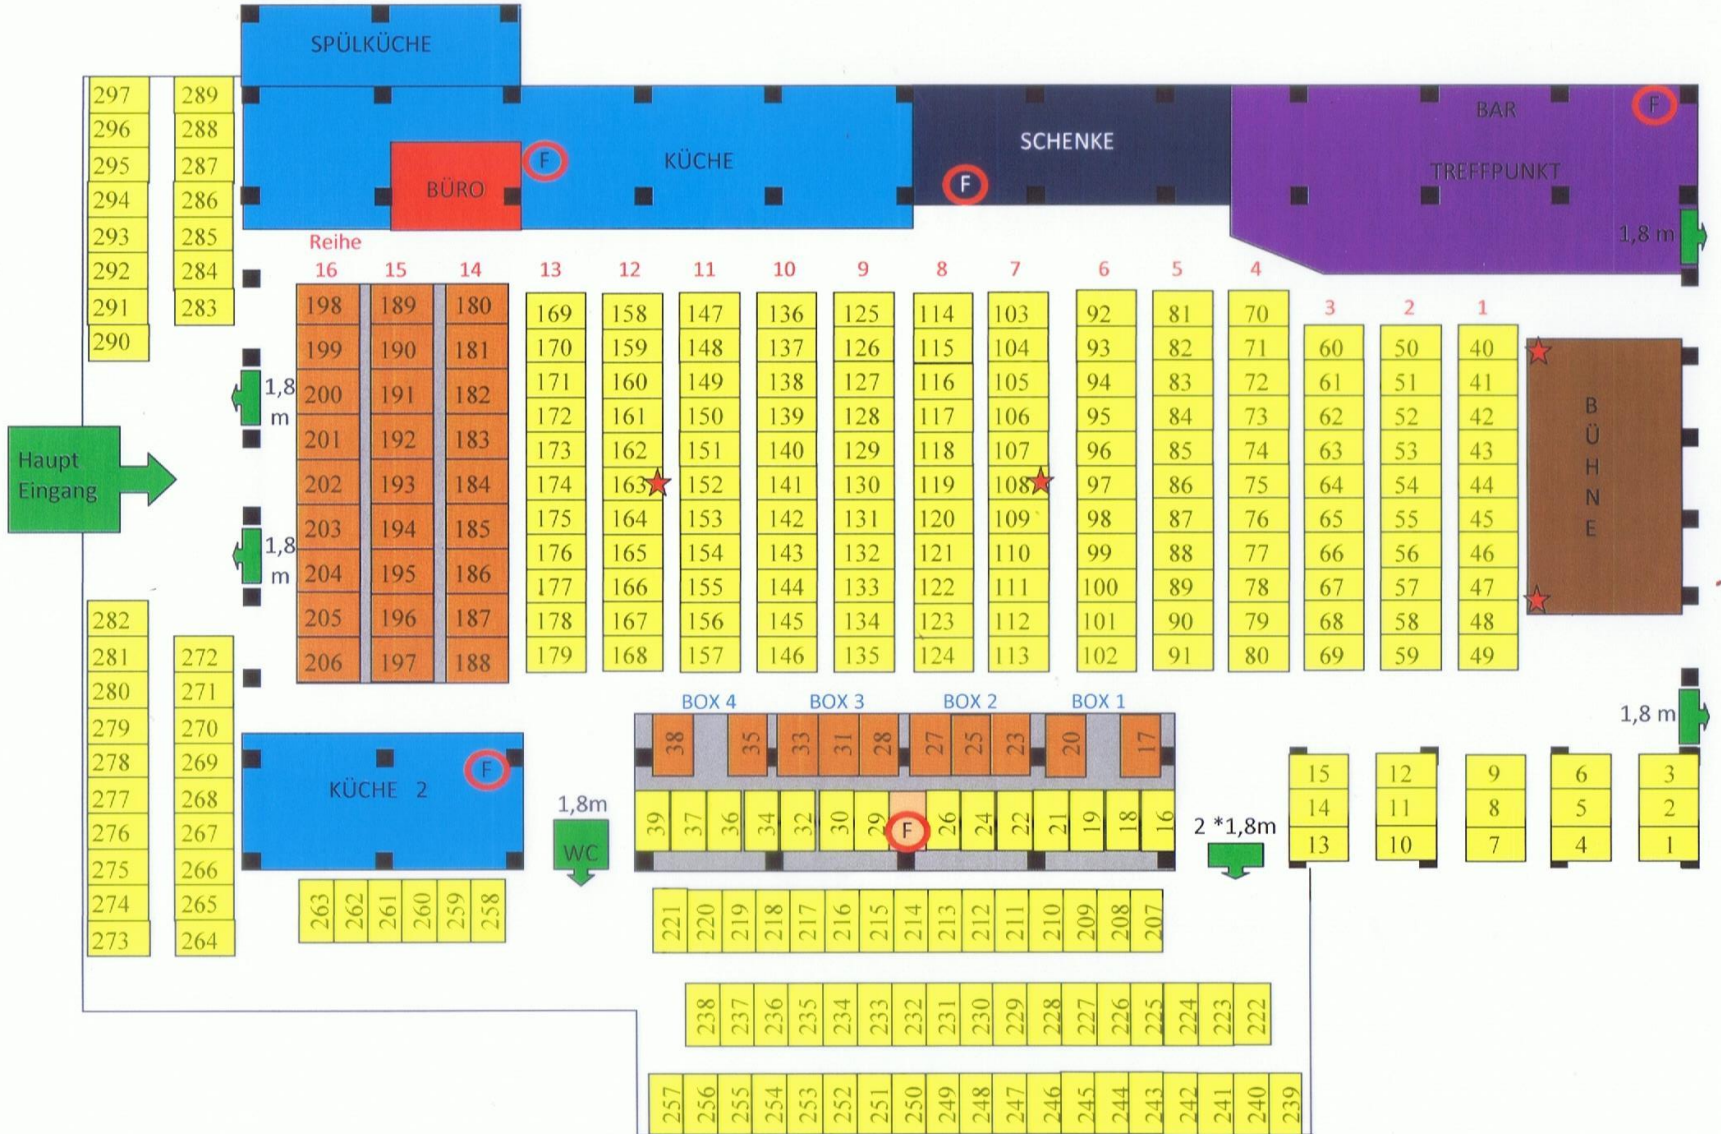 SPÜLKÜCHE
297 289
296 288
295 287
294 286
293 285
292 284
291 283
290
BÜRO
F
KÜCHE
SCHENKE
F
BAR
F
TREFFPUNKT
1,8 m
Reihe
16 15 14 13 12 11 10 9 8 7 6 5 4
3 2 1
198 189 180
199 190 181
200 191 182
201 192 183
202 193 184
203 194 185
204 195 186
205 196 187
206 197 188
169 158 147 136 125 114 103 92 81 70
170 159 148 137 126 115 104 93 82 71 60 50 40
171 160 149 138 127 116 105 94 83 72 61 51 41
172 161 150 139 128 117 106 95 84 73 62 52 42
173 162 151 140 129 118 107 96 85 74 63 53 43
174 163 152 141 130 119 108 97 86 75 64 54 44
175 164 153 142 131 120 109 98 87 76 65 55 45
176 165 154 143 132 121 110 99 88 77 66 56 46
177 166 155 144 133 122 111 100 89 78 67 57 47
178 167 156 145 134 123 112 101 90 79 68 58 48
179 168 157 146 135 124 113 102 91 80 69 59 49
BÜHNE
1,8
m
Haupt
Eingang
1,8
m
282
281 272
280 271
279 270
278 269
277 268
276 267
275 266
274 265
273 264
KÜCHE 2
F
263 262 261 260 259 258
1,8m
WC
BOX 4 BOX 3 BOX 2 BOX 1
38 35 33 31 28 27 25 23 20 17
39 37 36 34 32 30 29 F 26 24 22 21 19 18 16
2 *1,8m
1,8 m
15 12 9 6 3
14 11 8 5 2
13 10 7 4 1
221 220 219 218 217 216 215 214 213 212 211 210 209 208 207
238 237 236 235 234 233 232 231 230 229 228 227 226 225 224 223 222
257 256 255 254 253 252 251 250 249 248 247 246 245 244 243 242 241 240 239